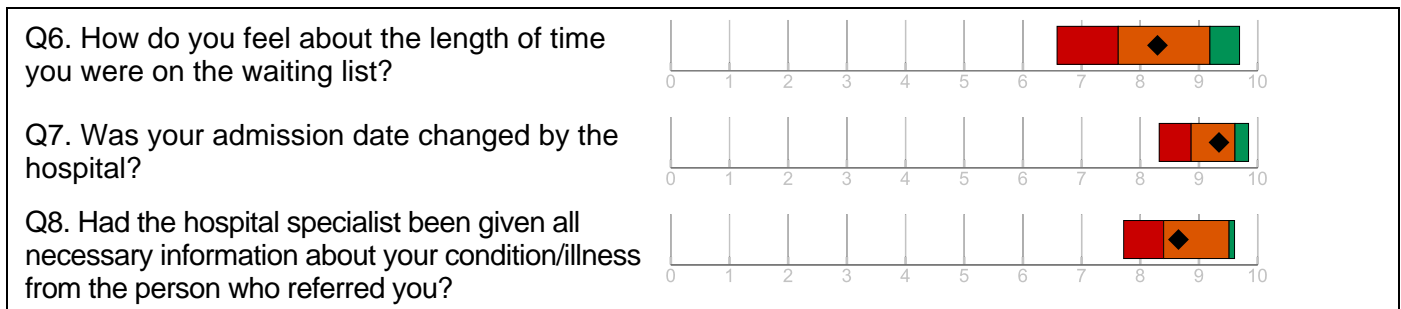 Q6. How do you feel about the length of time
you were on the waiting list?
0 1 2 3 4 5 6 7 8 9 10
Q7. Was your admission date changed by the
hospital?
0 1 2 3 4 5 6 7 8 9 10
Q8. Had the hospital specialist been given all
necessary information about your condition/illness
from the person who referred you?
0 1 2 3 4 5 6 7 8 9 10